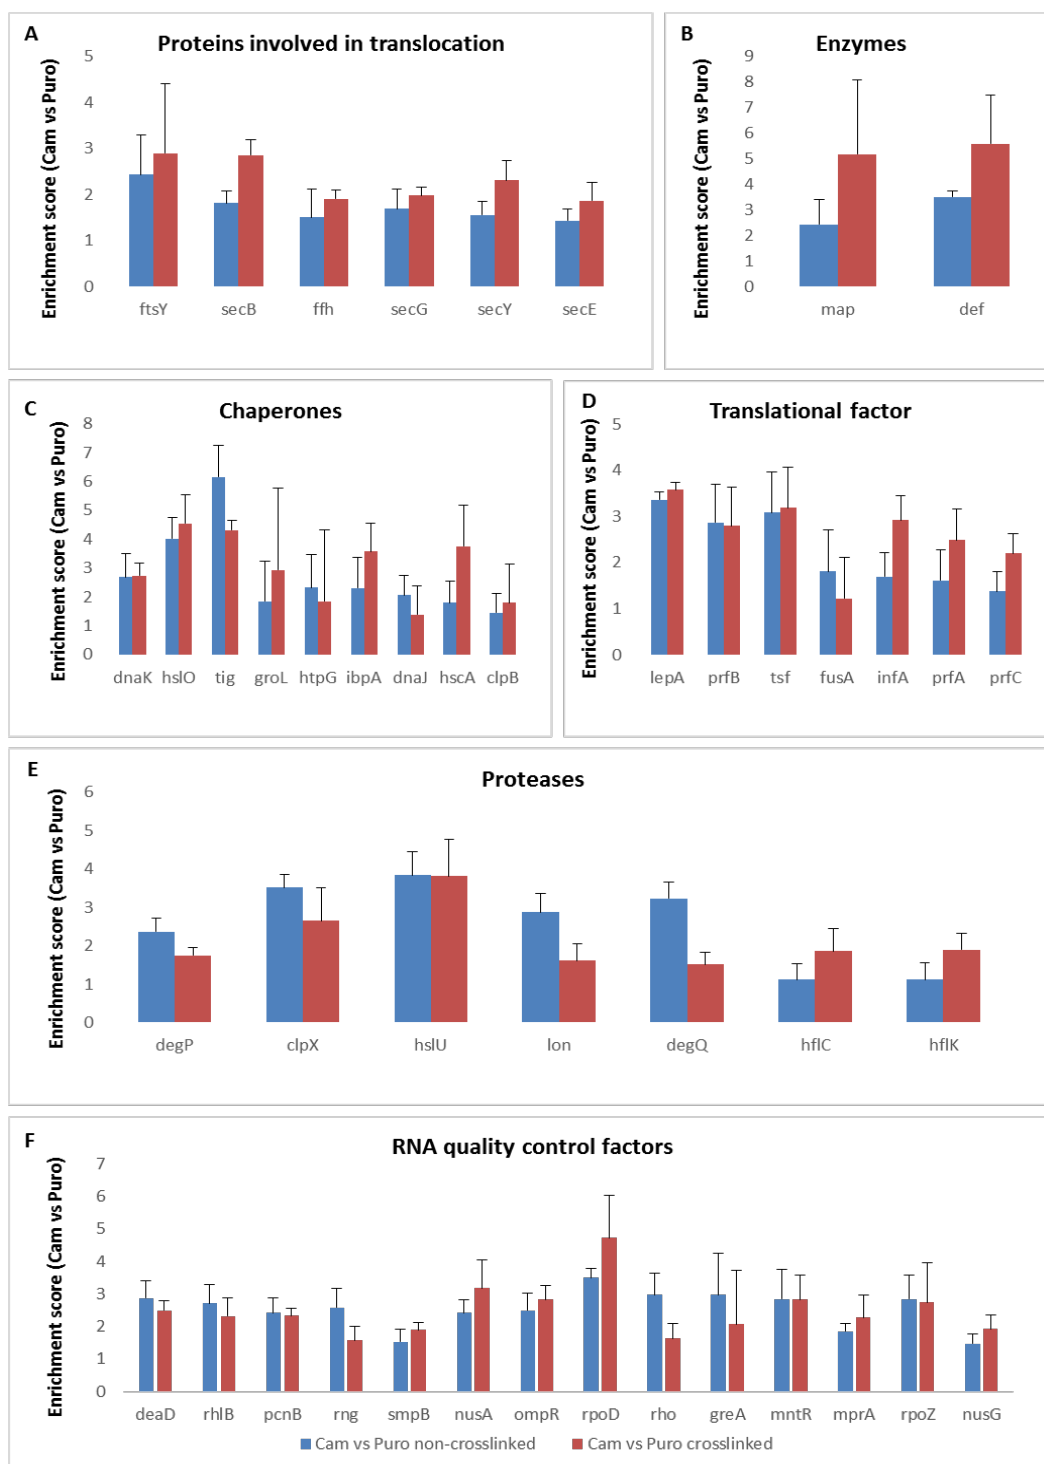 A
Proteins involved in translocation
Enrichment score (Cam vs Puro)
5
4
3
2
1
0
ftsY secB ffh secG secY secE
B
Enzymes
Enrichment score (Cam vs Puro)
9
8
7
6
5
4
3
2
1
0
map def
C
Chaperones
Enrichment score (Cam vs Puro)
8
7
6
5
4
3
2
1
0
dnaK hslO tig groL htpG ibpA dnaJ hscA clpB
D
Translational factor
Enrichment score (Cam vs Puro)
5
4
3
2
1
0
lepA prfB tsf fusA infA prfA prfC
E
Proteases
Enrichment score (Cam vs Puro)
6
5
4
3
2
1
0
degP clpX hslU lon degQ hflC hflK
F
RNA quality control factors
Enrichment score (Cam vs Puro)
7
6
5
4
3
2
1
0
deaD rhlB pcnB rng smpB nusA ompR rpoD rho greA mntR mprA rpoZ nusG
Cam vs Puro non-crosslinked Cam vs Puro crosslinked